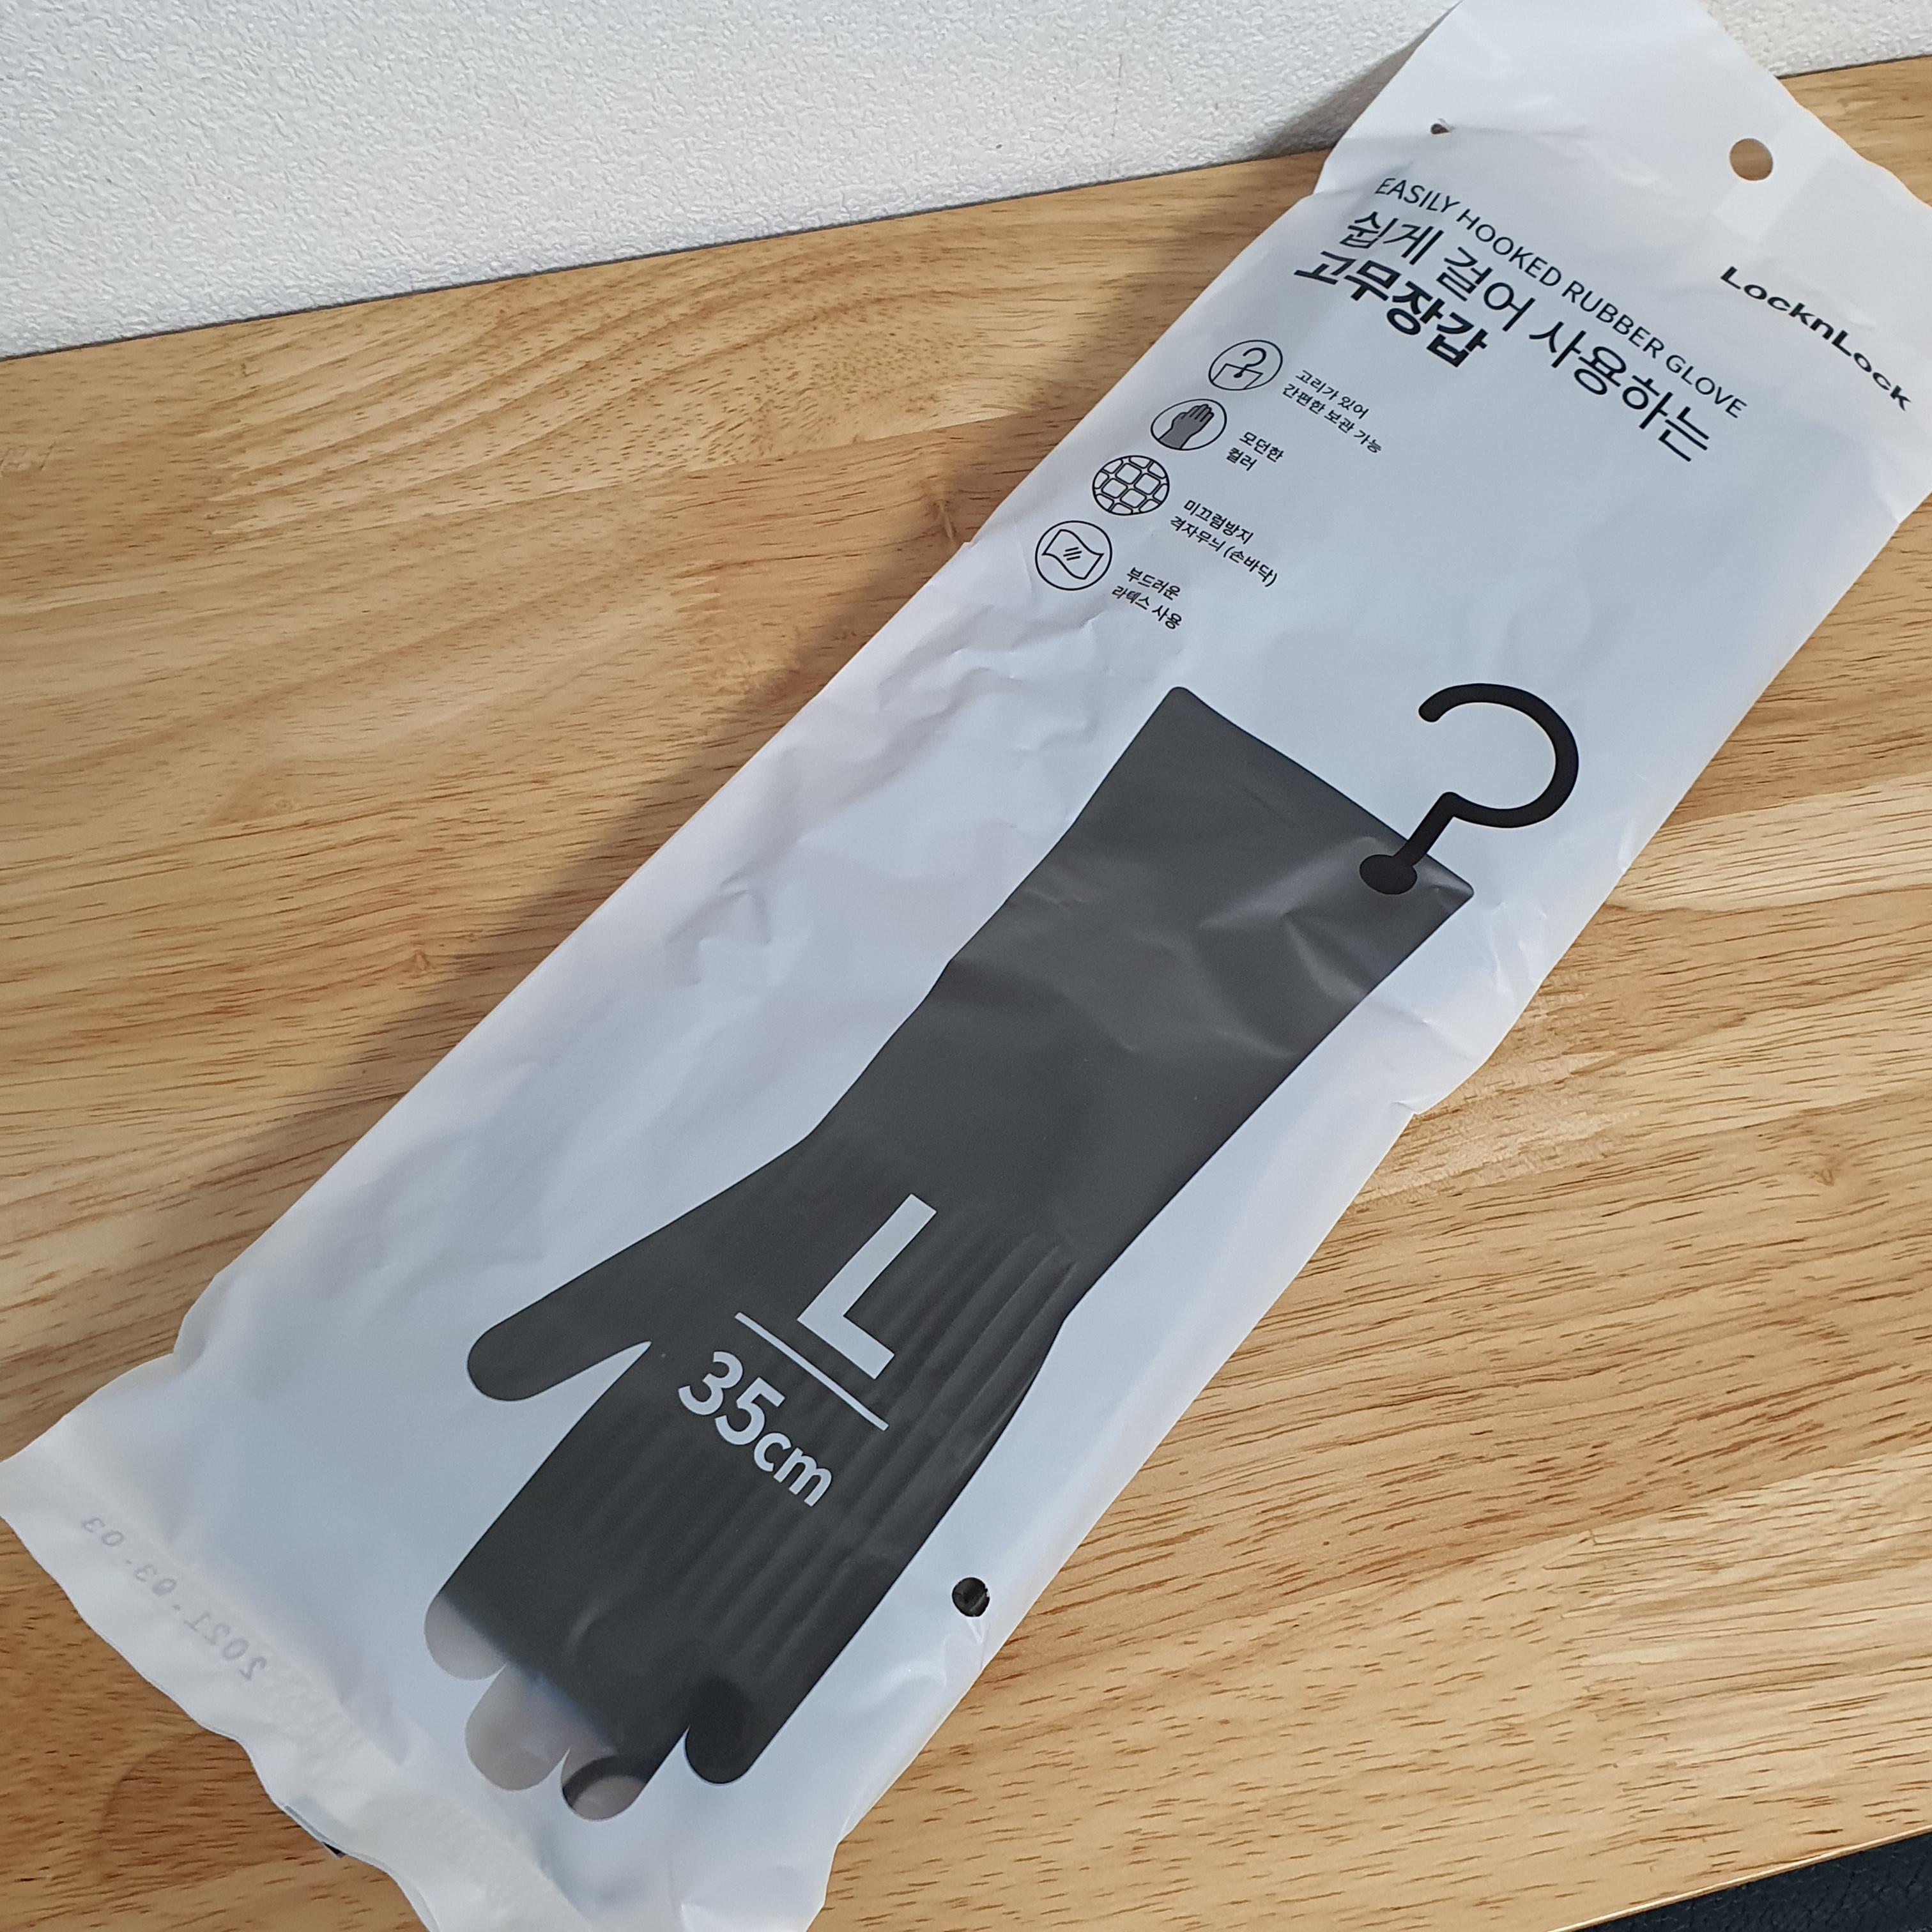 LocknLock
EASILY HOOKED RUBBER GLOVE
쉽게 걸어 사용하는
고무장갑
고리가 있어
간편한 보관 가능
모던한
컬러
미끄럼방지
격자무늬 (손바닥)
부드러운
라텍스 사용
L
35cm
2021-03-03